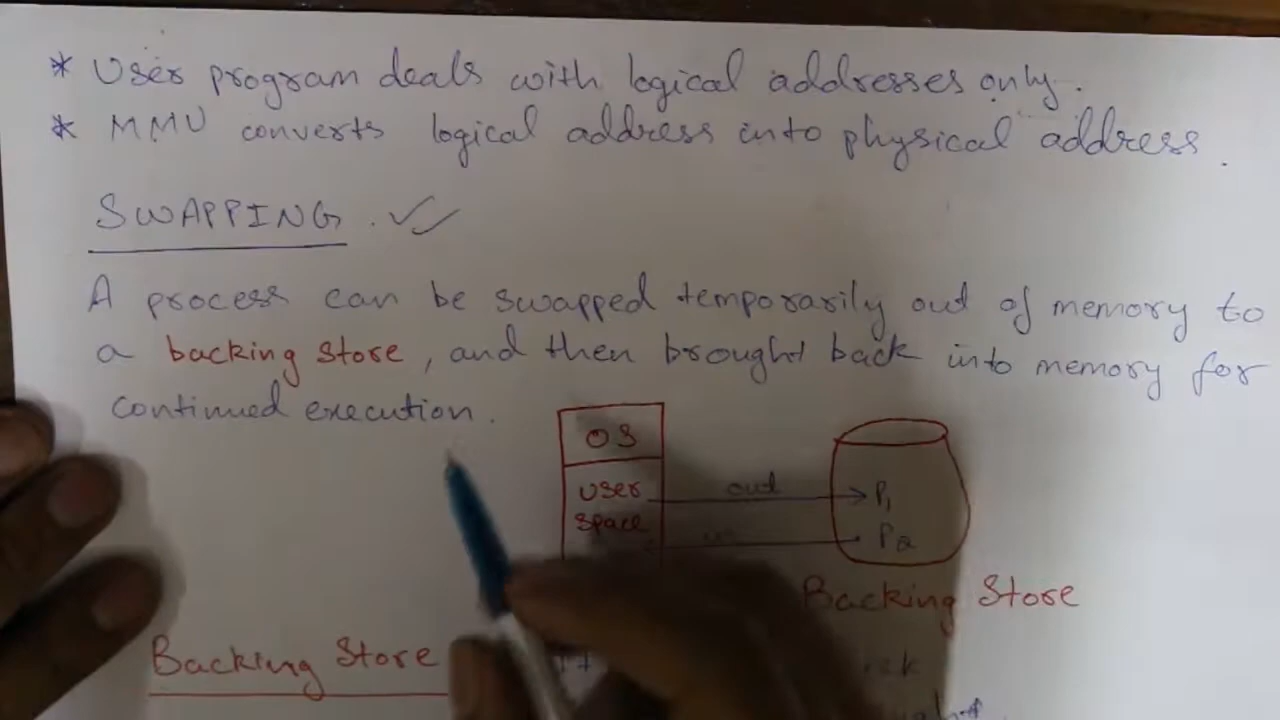 * User program deals with logical addresses only.
* MMU converts logical address into physical address.
SWAPPING.
A process can be swapped temporarily out of memory to
a backing store, and then brought back into memory for
continued execution.
OS
user
space
out
in
P1
P2
Backing Store
Backing Store